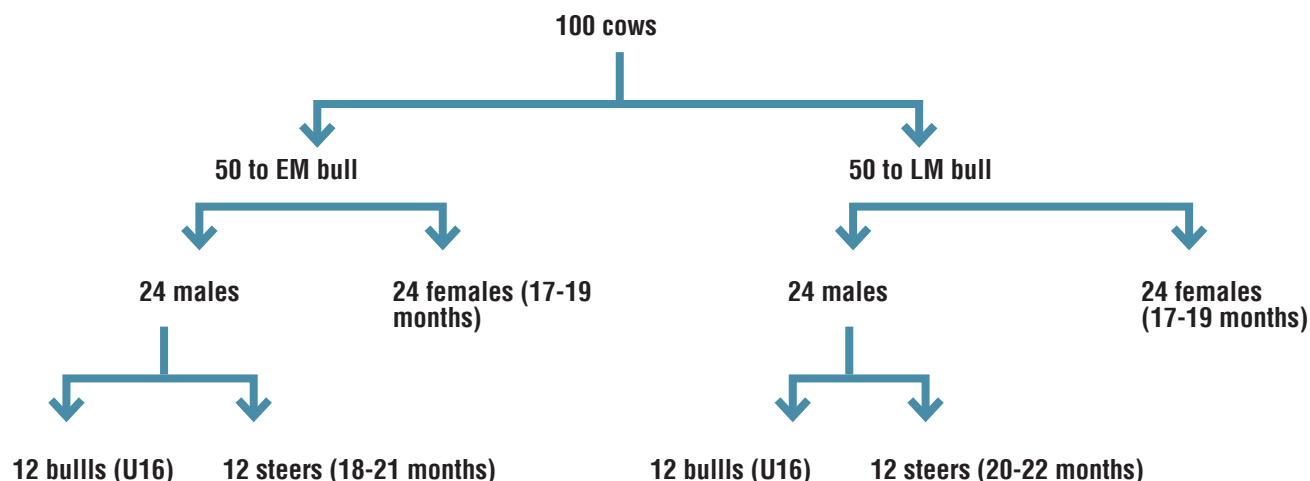 100 cows
50 to EM bull
50 to LM bull
24 males
24 females (17-19
months)
24 males
24 females
(17-19 months)
12 bullls (U16)
12 steers (18-21 months)
12 bullls (U16)
12 steers (20-22 months)